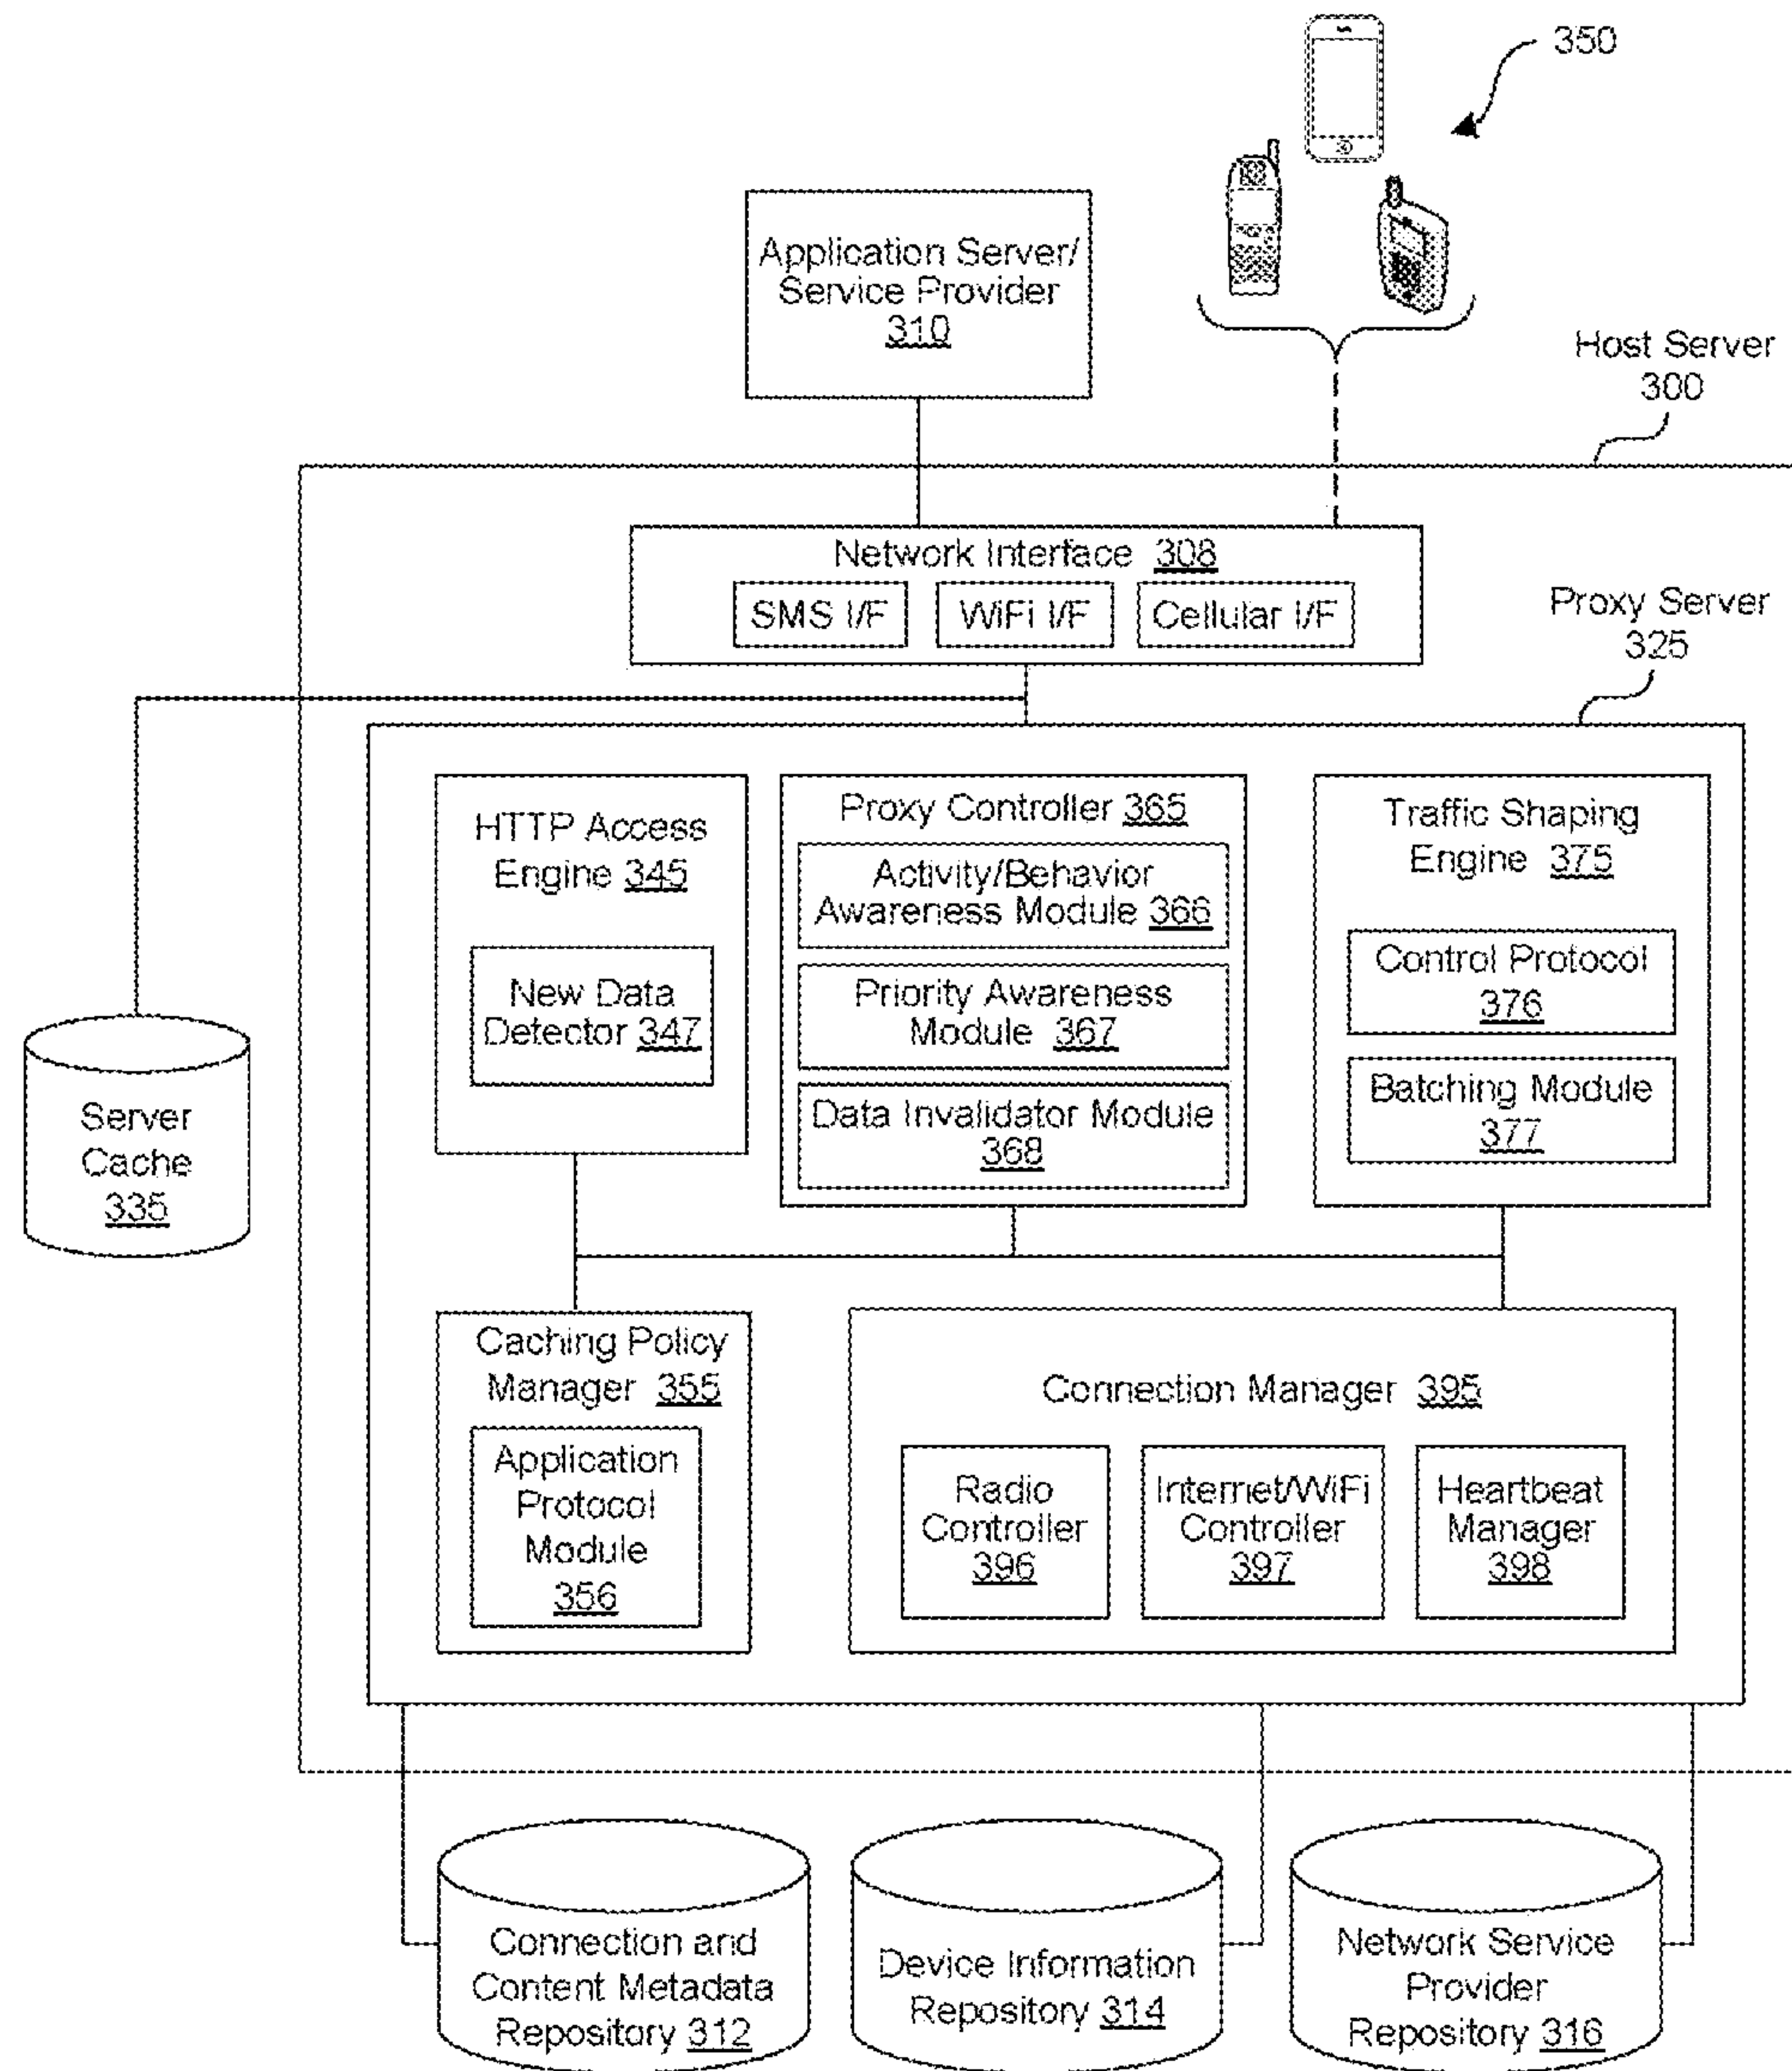 350
Application Server/
Service Provider
310
Host Server
300
Network Interface 308
SMS I/F
WiFi I/F
Cellular I/F
Proxy Server
325
HTTP Access
Engine 345
New Data
Detector 347
Proxy Controller 365
Activity/Behavior
Awareness Module 366
Priority Awareness
Module 367
Data Invalidator Module
368
Traffic Shaping
Engine 375
Control Protocol
376
Batching Module
377
Server
Cache
335
Caching Policy
Manager 355
Application
Protocol
Module
356
Connection Manager 395
Radio
Controller
396
Internet/WiFi
Controller
397
Heartbeat
Manager
398
Connection and
Content Metadata
Repository 312
Device Information
Repository 314
Network Service
Provider
Repository 316